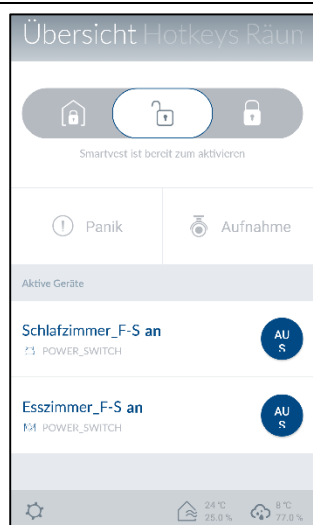 Übersicht Hotkeys Räun
Smartvest ist bereit zum aktivieren
Panik Aufnahme
Aktive Geräte
Schlafzimmer_F-S an
POWER_SWITCH
AU
S
Esszimmer_F-S an
POWER_SWITCH
AU
S
24 °C
25.0 %
8 °C
77.0 %